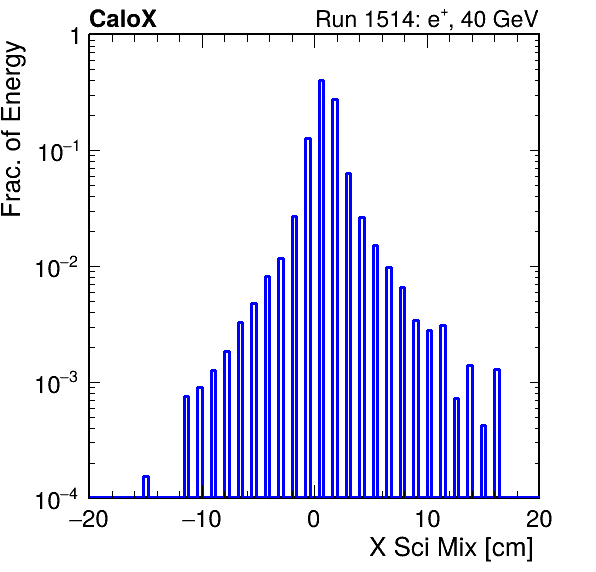 CaloX Run 1514: e⁺, 40 GeV
Frac. of Energy
1
10⁻¹
10⁻²
10⁻³
10⁻⁴
−20 −10 0 10 20
X Sci Mix [cm]